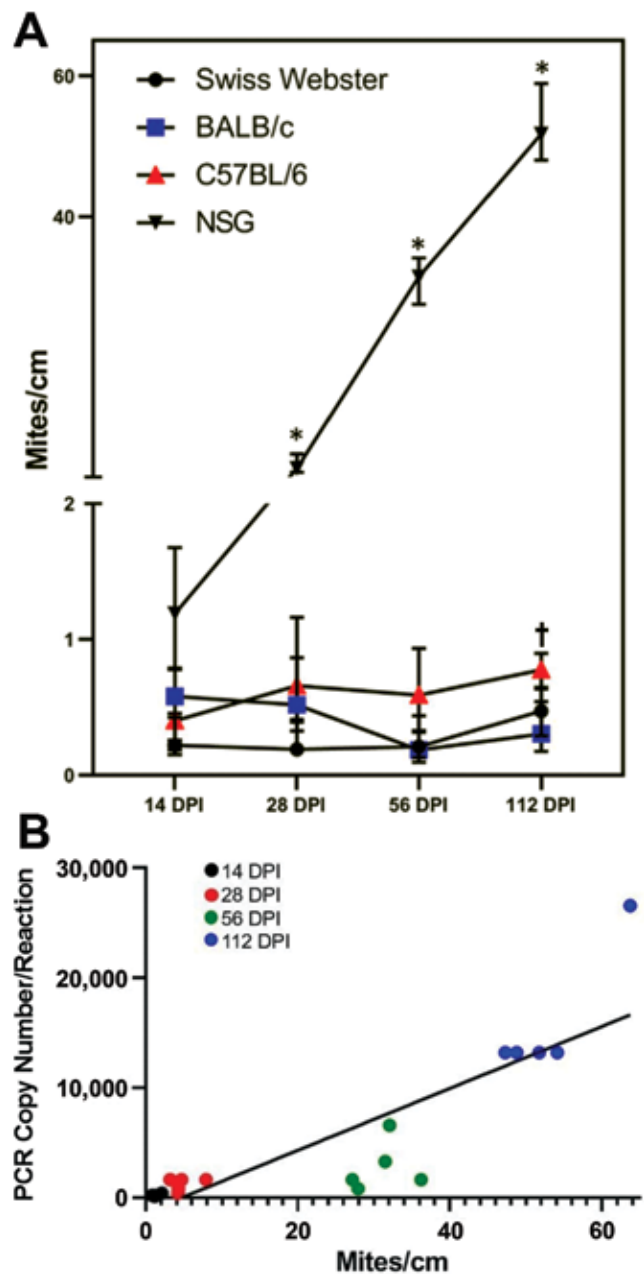 A
Swiss Webster
BALB/c
C57BL/6
NSG
60
40
2
1
0
Mites/cm
*
*
*
†
14 DPI
28 DPI
56 DPI
112 DPI
B
14 DPI
28 DPI
56 DPI
112 DPI
30,000
20,000
10,000
0
PCR Copy Number/Reaction
0
20
40
60
Mites/cm